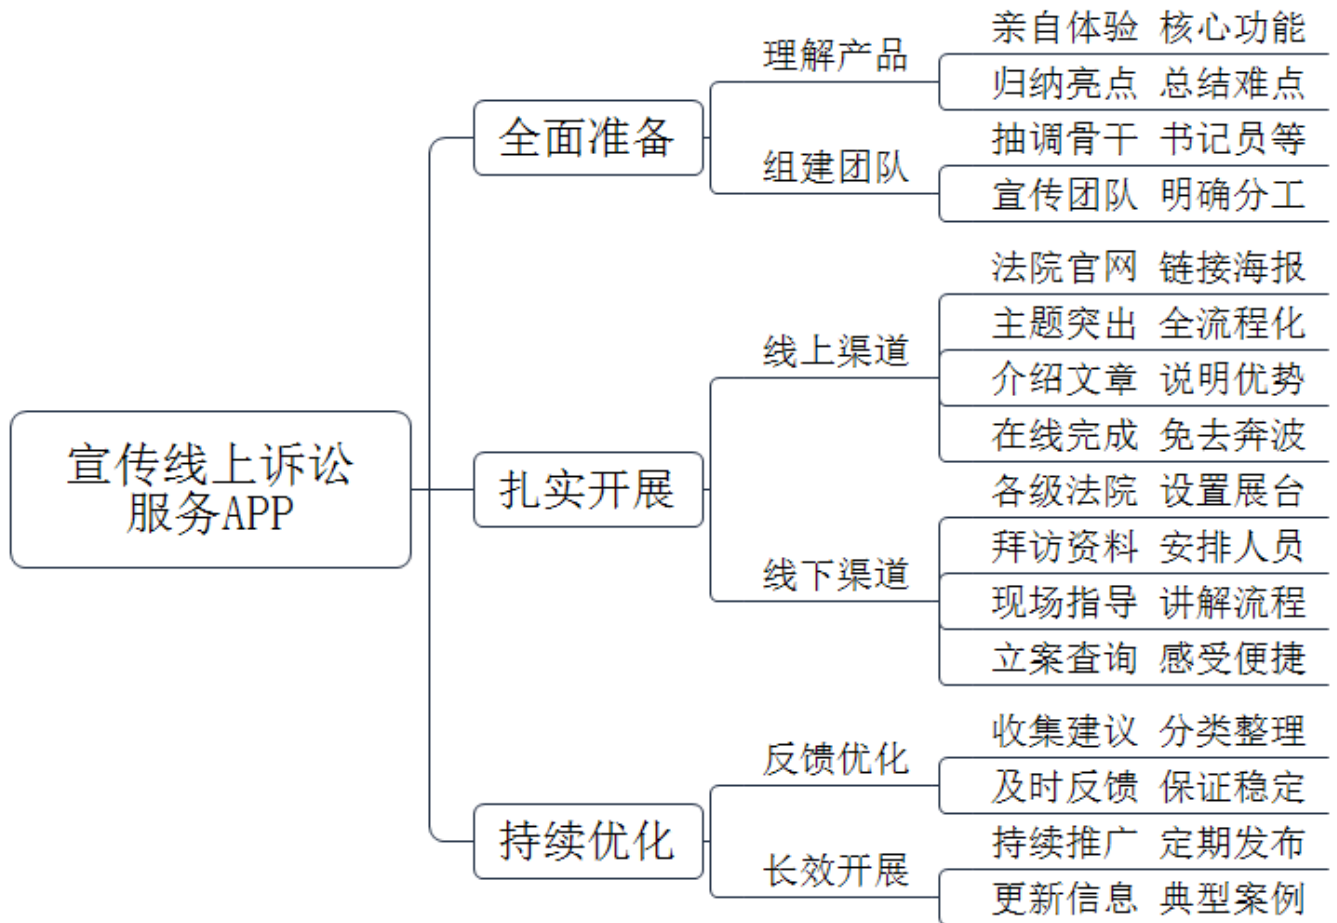 宣传线上诉讼
服务APP
全面准备
理解产品
亲自体验 核心功能
归纳亮点 总结难点
组建团队
抽调骨干 书记员等
宣传团队 明确分工
扎实开展
线上渠道
法院官网 链接海报
主题突出 全流程化
介绍文章 说明优势
在线完成 免去奔波
线下渠道
各级法院 设置展台
拜访资料 安排人员
现场指导 讲解流程
立案查询 感受便捷
持续优化
反馈优化
收集建议 分类整理
及时反馈 保证稳定
长效开展
持续推广 定期发布
更新信息 典型案例